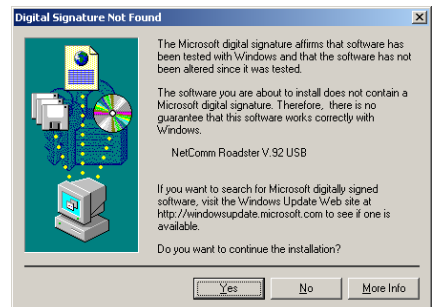 Digital Signature Not Found
The Microsoft digital signature affirms that software has
been tested with Windows and that the software has not
been altered since it was tested.
The software you are about to install does not contain a
Microsoft digital signature. Therefore, there is no
guarantee that this software works correctly with
Windows.
NetComm Roadster V.92 USB
If you want to search for Microsoft digitally signed
software, visit the Windows Update Web site at
http://windowsupdate.microsoft.com to see if one is
available.
Do you want to continue the installation?
Yes No More Info